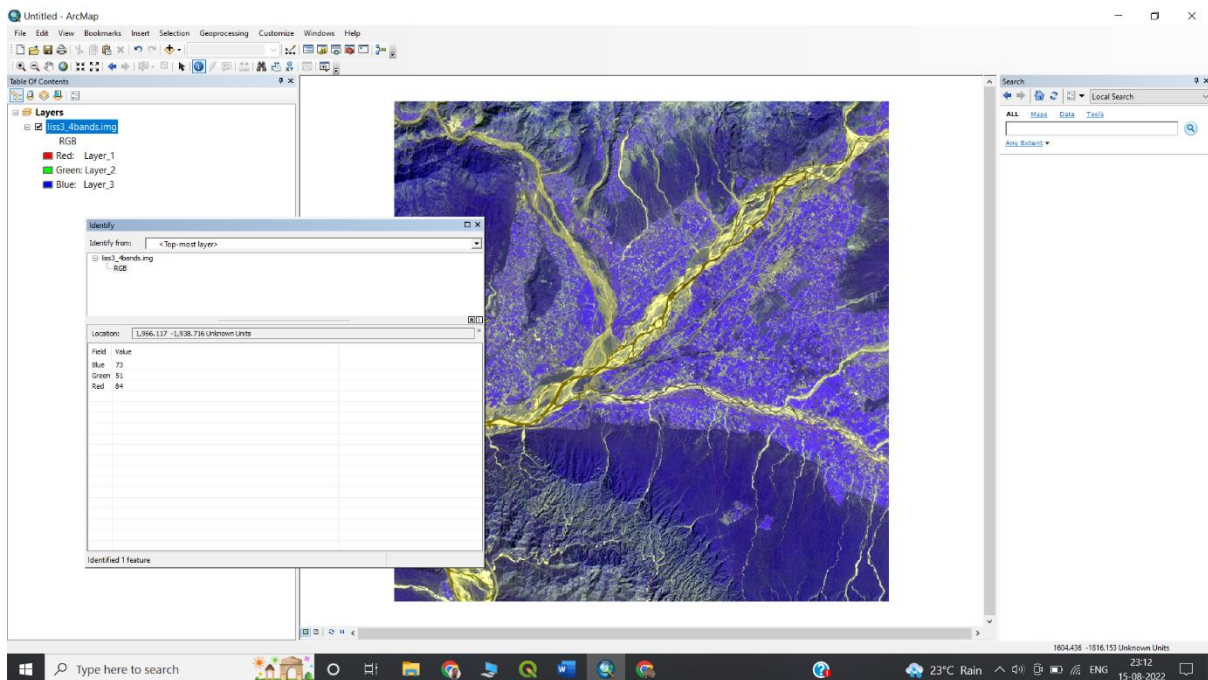 Untitled - ArcMap
File Edit View Bookmarks Insert Selection Geoprocessing Customize Windows Help
Table Of Contents
Layers
liss3_4bands.img
RGB
Red: Layer_1
Green: Layer_2
Blue: Layer_3
Identify
Identify from: <Top-most layer>
liss3_4bands.img
RGB
Location: 1,966.117 -1,938.716 Unknown Units
Field Value
Blue 73
Green 51
Red 84
Identified 1 feature
Search
Local Search
ALL Maps Data Tools
Any Extent
1604.436 -1816.153 Unknown Units
Type here to search
23°C Rain
ENG
23:12
15-08-2022